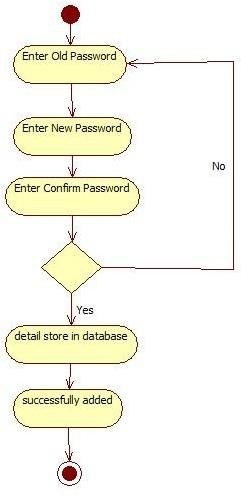 Enter Old Password
Enter New Password
No
Enter Confirm Password
Yes
detail store in database
successfully added